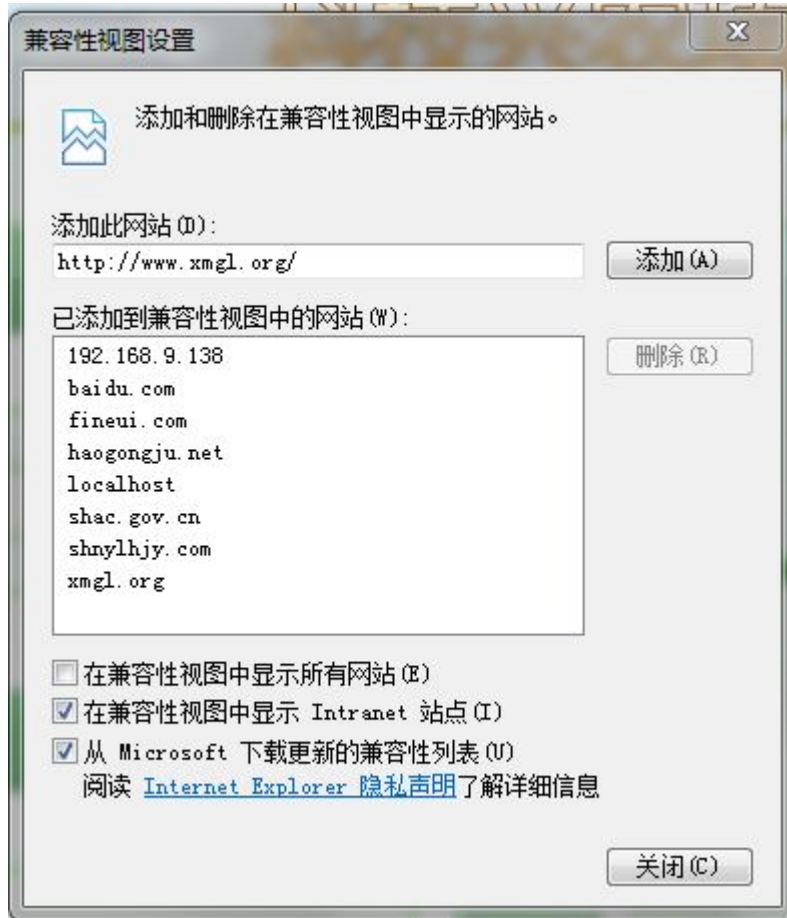 兼容性视图设置
添加和删除在兼容性视图中显示的网站。
添加此网站(D):
http://www.xmgl.org/
添加(A)
已添加到兼容性视图中的网站(W):
192.168.9.138
删除(R)
baidu.com
fineui.com
haogongju.net
localhost
shac.gov.cn
shnylhjy.com
xmgl.org
在兼容性视图中显示所有网站(E)
在兼容性视图中显示 Intranet 站点(I)
从 Microsoft 下载更新的兼容性列表(U)
阅读 Internet Explorer 隐私声明了解详细信息
关闭(C)